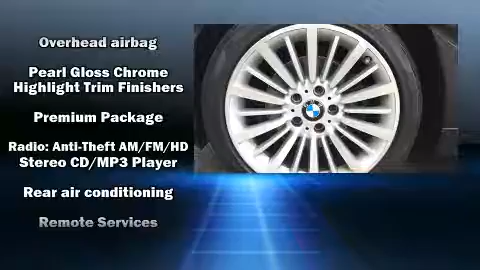 Overhead airbag
Pearl Gloss Chrome
Highlight Trim Finishers
Premium Package
Radio: Anti-Theft AM/FM/HD
Stereo CD/MP3 Player
Rear air conditioning
Remote Services